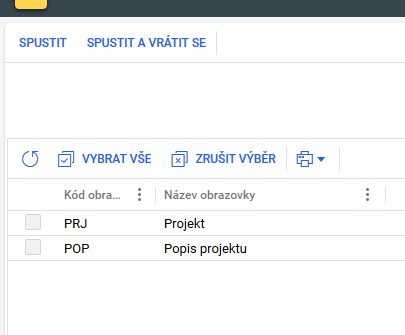 SPUSTIT SPUSTIT A VRÁTIT SE
VYBRAT VŠE ZRUŠIT VÝBĚR
Kód obra... Název obrazovky
PRJ Projekt
POP Popis projektu